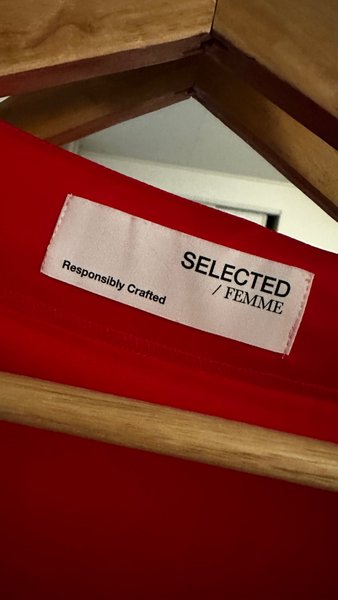 SELECTED
/ FEMME
Responsibly Crafted